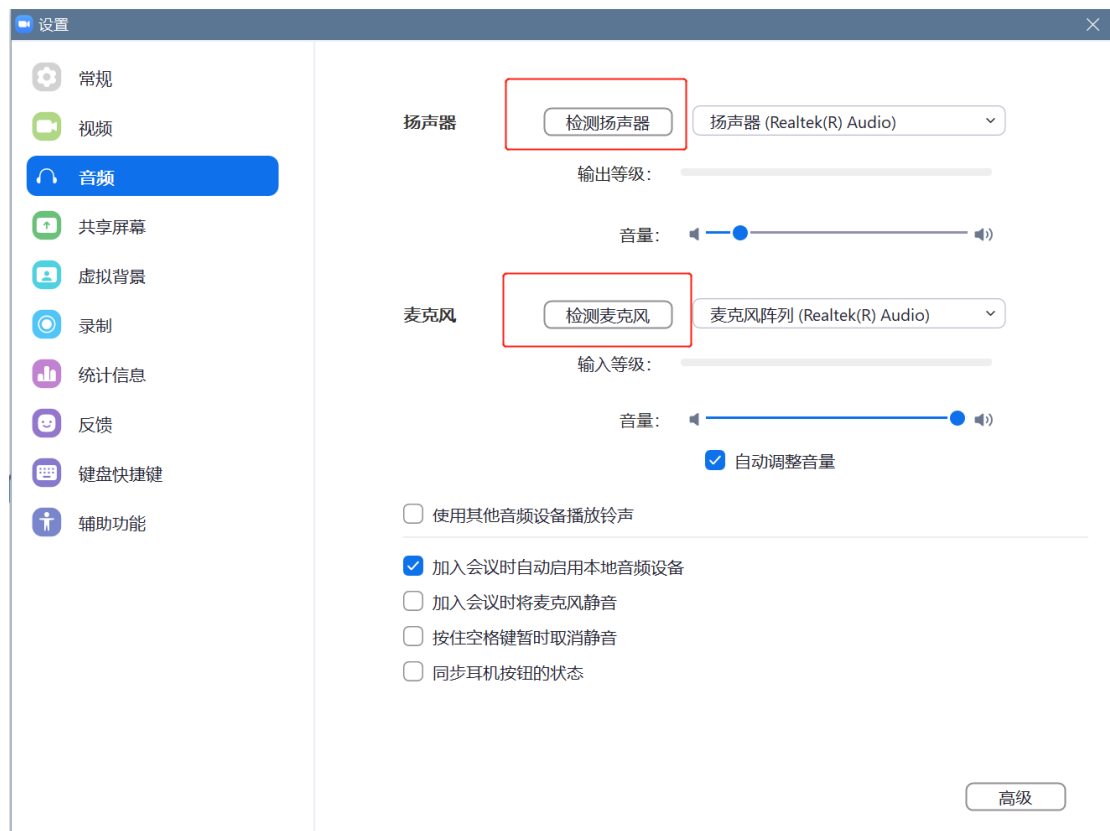 设置
常规
视频
音频
共享屏幕
虚拟背景
录制
统计信息
反馈
键盘快捷键
辅助功能
扬声器 检测扬声器 扬声器 (Realtek(R) Audio)
输出等级:
音量:
麦克风 检测麦克风 麦克风阵列 (Realtek(R) Audio)
输入等级:
音量:
自动调整音量
使用其他音频设备播放铃声
加入会议时自动启用本地音频设备
加入会议时将麦克风静音
按住空格键暂时取消静音
同步耳机按钮的状态
高级